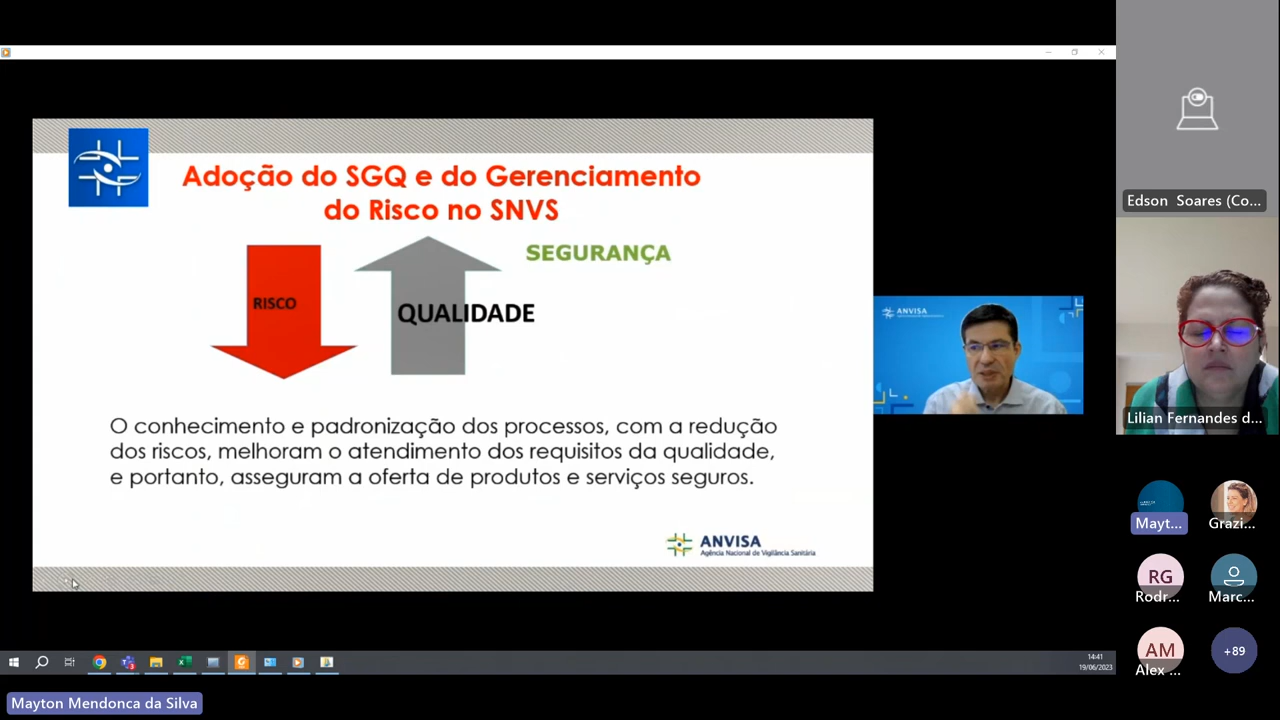 Adoção do SGQ e do Gerenciamento
do Risco no SNVS
SEGURANÇA
RISCO
QUALIDADE
O conhecimento e padronização dos processos, com a redução
dos riscos, melhoram o atendimento dos requisitos da qualidade,
e portanto, asseguram a oferta de produtos e serviços seguros.
ANVISA
Agência Nacional de Vigilância Sanitária
ANVISA
Edson Soares (Co...
Lilian Fernandes d...
Mayt...
Grazi...
RG
Rodr...
Marc...
AM
Alex ...
+89
14:41
19/06/2023
Mayton Mendonca da Silva